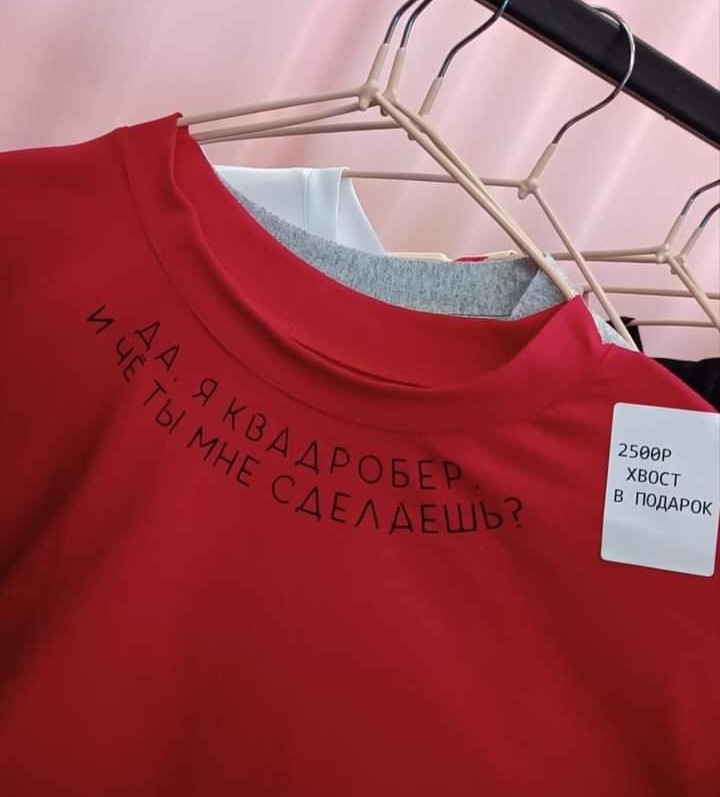 ДА. Я КВАДРОБЕР.
И ЧЁ ТЫ МНЕ СДЕЛАЕШЬ?
2500Р
ХВОСТ
В ПОДАРОК